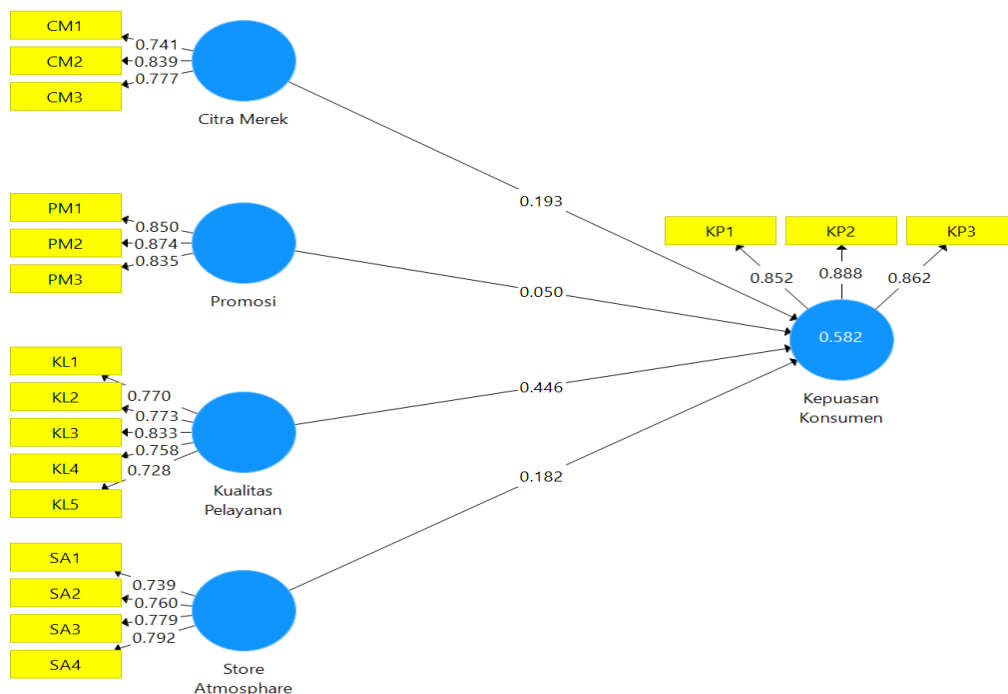 CM1
0.741
CM2
0.839
0.777
CM3
Citra Merek
0.193
PM1
0.850
PM2
0.874
0.835
PM3
Promosi
0.050
KP1
KP2
KP3
0.852
0.888
0.862
0.582
Kepuasan
Konsumen
KL1
0.770
KL2
0.773
KL3
0.833
0.758
KL4
0.728
KL5
Kualitas
Pelayanan
0.446
0.182
SA1
0.739
SA2
0.760
SA3
0.779
0.792
SA4
Store
Atmosphare